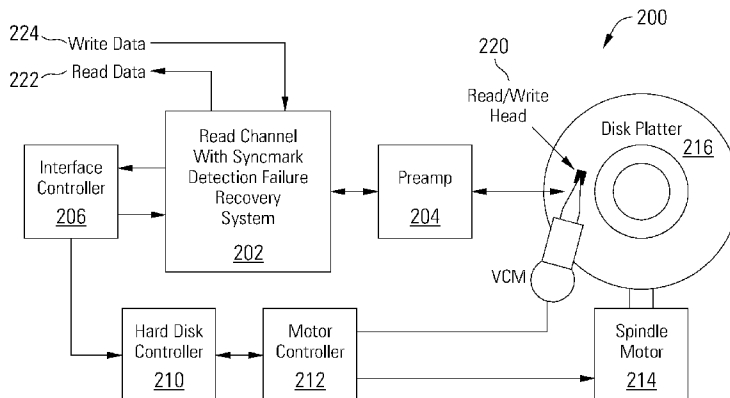 200
224
Write Data
222
Read Data
220
Read/Write
Head
Disk Platter
216
Read Channel
With Syncmark
Detection Failure
Recovery
System
202
Interface
Controller
206
Preamp
204
VCM
Hard Disk
Controller
210
Motor
Controller
212
Spindle
Motor
214